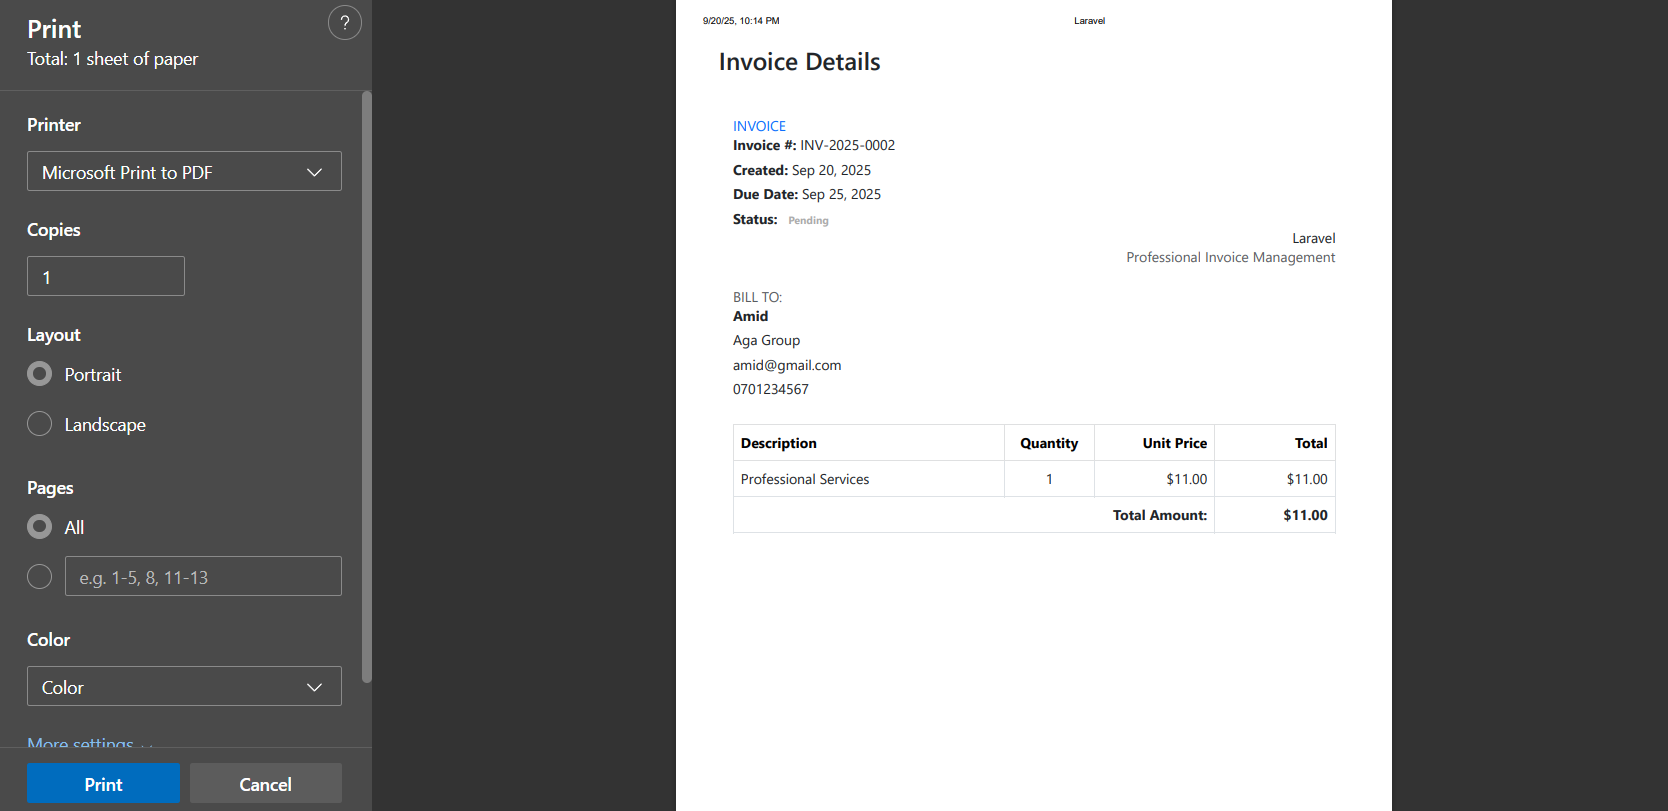 Print
?
Total: 1 sheet of paper
Printer
Microsoft Print to PDF
Copies
1
Layout
Portrait
Landscape
Pages
All
e.g. 1-5, 8, 11-13
Color
Color
More settings
Print Cancel
9/20/25, 10:14 PM Laravel
Invoice Details
INVOICE
Invoice #: INV-2025-0002
Created: Sep 20, 2025
Due Date: Sep 25, 2025
Status: Pending
Laravel
Professional Invoice Management
BILL TO:
Amid
Aga Group
amid@gmail.com
0701234567
Description Quantity Unit Price Total
Professional Services 1 $11.00 $11.00
Total Amount: $11.00